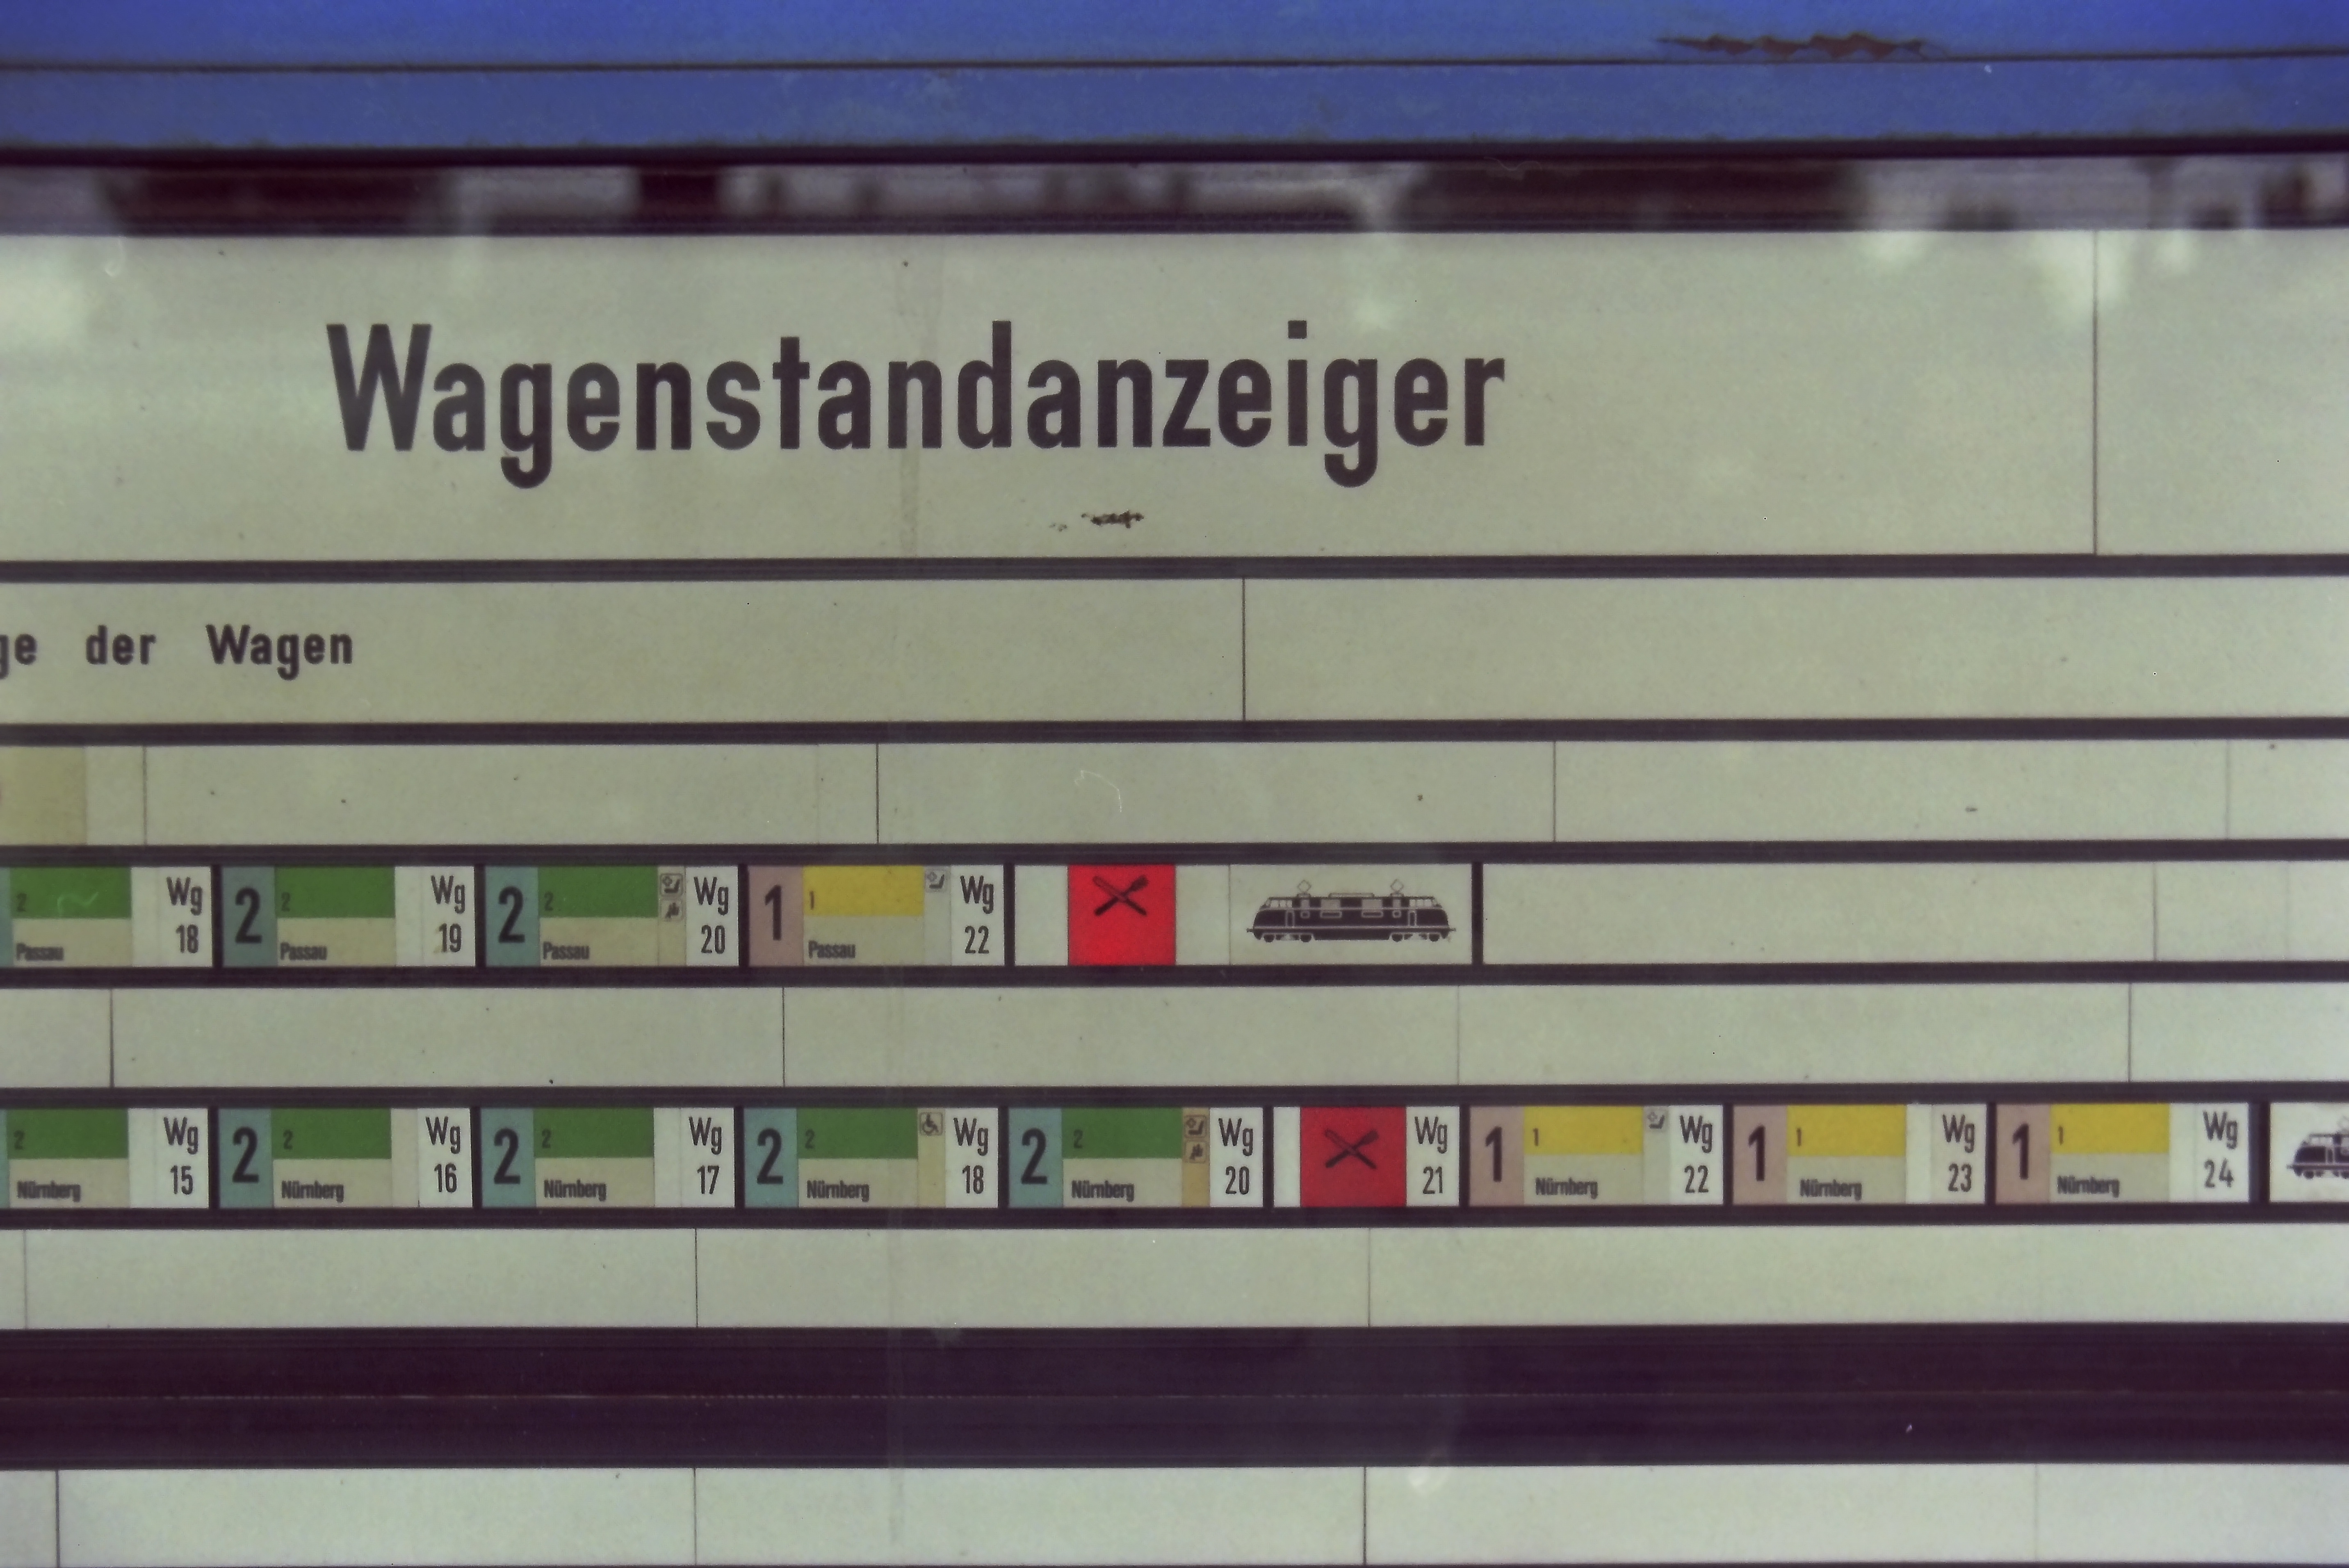 Wagenstandanzeiger
ge der Wagen
2 Passau Wg 18 2 2 Passau Wg 19 2 2 Passau Wg 20 1 1 Passau Wg 22
2 Nürnberg Wg 15 2 2 Nürnberg Wg 16 2 2 Nürnberg Wg 17 2 2 Nürnberg Wg 18 2 2 Nürnberg Wg 20 Wg 21 1 1 Nürnberg Wg 22 1 1 Nürnberg Wg 23 1 1 Nürnberg Wg 24